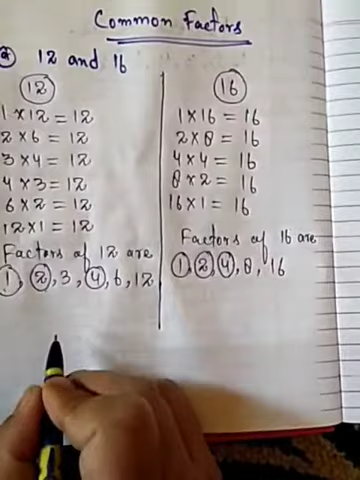 Common Factors
12 and 16
12
1 × 12 = 12
2 × 6 = 12
3 × 4 = 12
4 × 3 = 12
6 × 2 = 12
12 × 1 = 12
Factors of 12 are
1, 2, 3, 4, 6, 12
16
1 × 16 = 16
2 × 8 = 16
4 × 4 = 16
8 × 2 = 16
16 × 1 = 16
Factors of 16 are
1, 2, 4, 8, 16